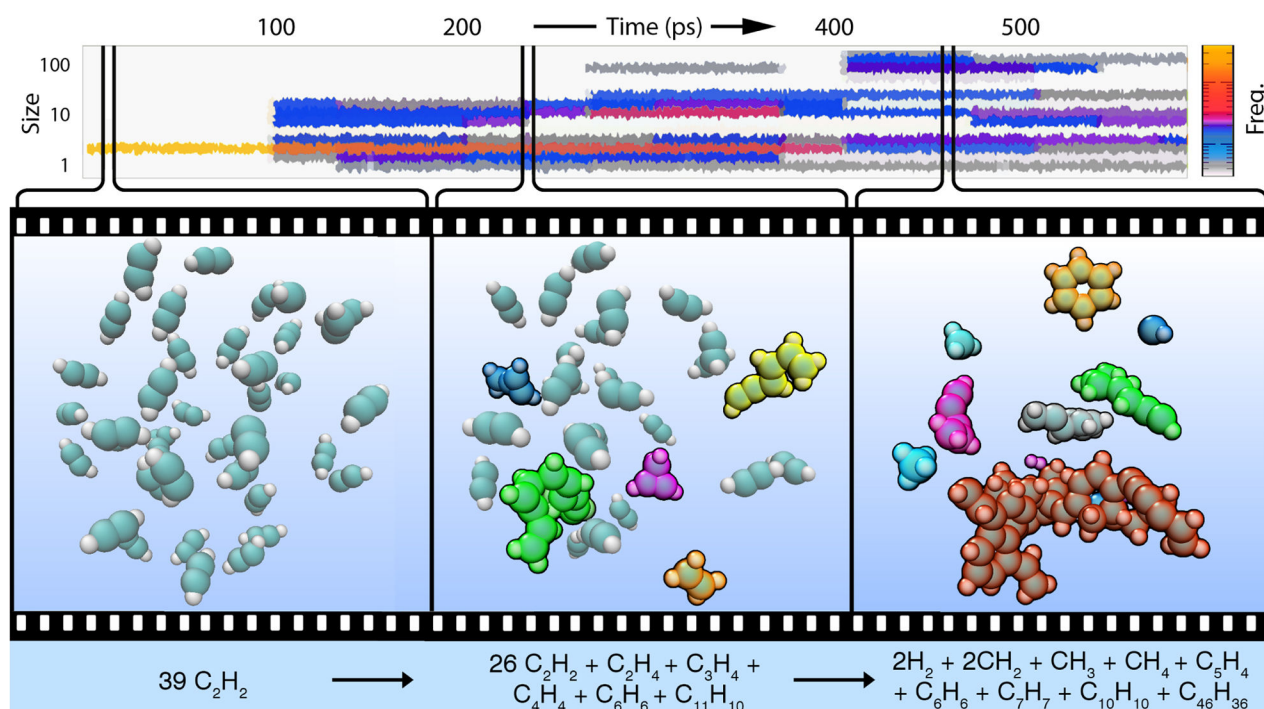 100 200 Time (ps) 400 500
Size
100
10
1
Freq.
39 C₂H₂
26 C₂H₂ + C₂H₄ + C₃H₄ +
C₄H₄ + C₆H₆ + C₁₁H₁₀
2H₂ + 2CH₂ + CH₃ + CH₄ + C₅H₄
+ C₆H₆ + C₇H₇ + C₁₀H₁₀ + C₄₆H₃₆